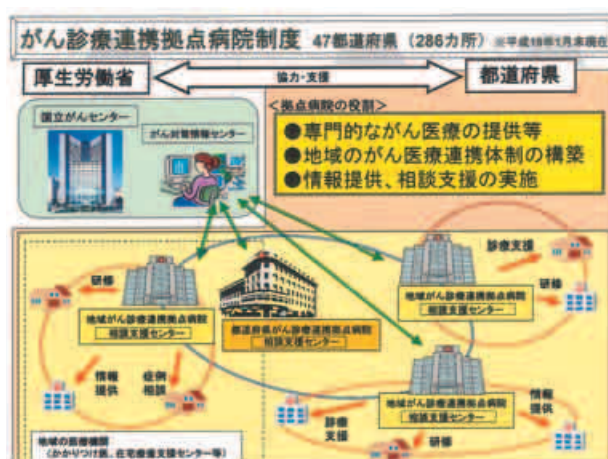 がん診療連携拠点病院制度 47都道府県(286カ所) ※平成19年1月末現在
厚生労働省
協力・支援
都道府県
国立がんセンター
がん対策情報センター
<拠点病院の役割>
●専門的ながん医療の提供等
●地域のがん医療連携体制の構築
●情報提供、相談支援の実施
研修
地域がん診療連携拠点病院
相談支援センター
都道府県がん診療連携拠点病院
相談支援センター
地域がん診療連携拠点病院
相談支援センター
診療支援
研修
情報
提供
症例
相談
地域がん診療連携拠点病院
相談支援センター
診療
支援
研修
情報
提供
地域の医療機関
(かかりつけ医、在宅療養支援センター等)